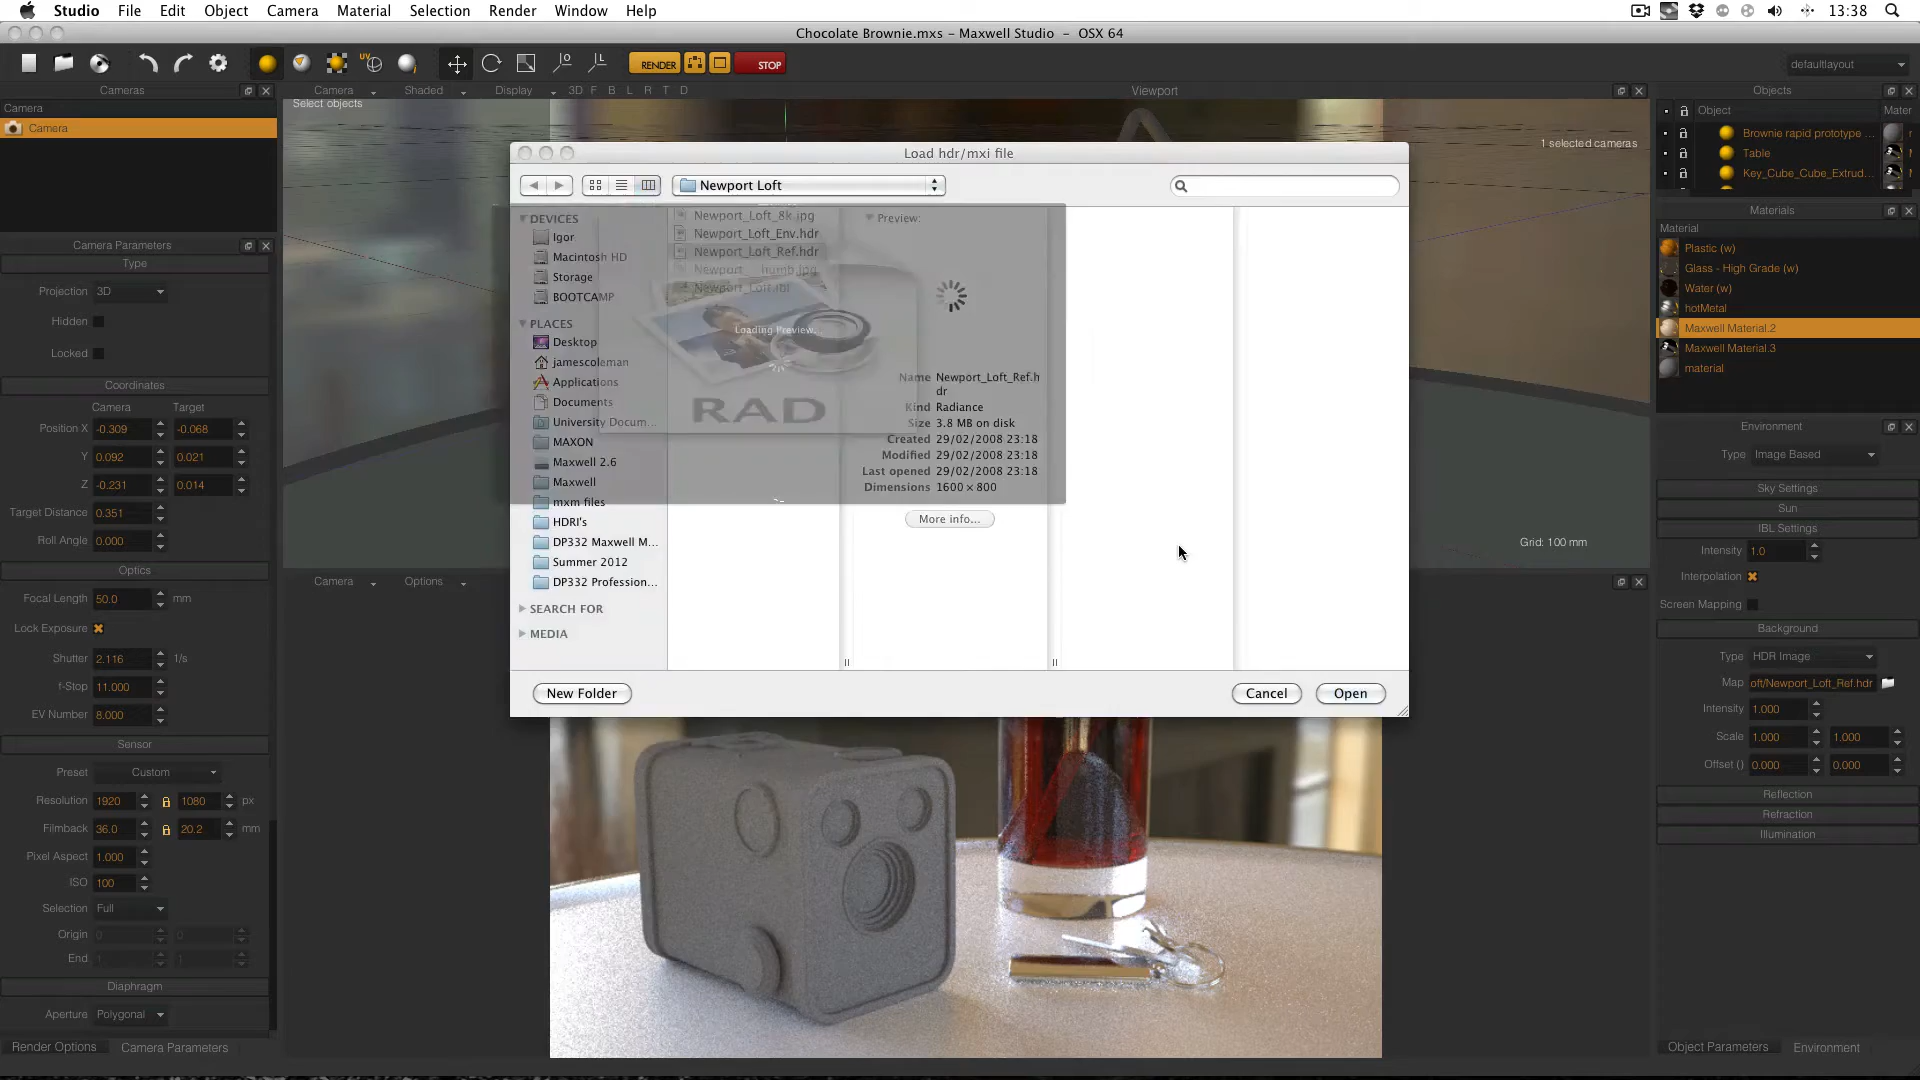 Studio File Edit Object Camera Material Selection Render Window Help 13:38
Chocolate Brownie.mxs - Maxwell Studio - OSX 64
UV RENDER STOP defaultlayout
Cameras
Camera
Camera
Camera Parameters
Type
Projection 3D
Hidden
Locked
Coordinates
Camera Target
Position X -0.309 -0.068
Y 0.092 0.021
Z -0.231 0.014
Target Distance 0.351
Roll Angle 0.000
Optics
Focal Length 50.0 mm
Lock Exposure
Shutter 2.116 1/s
f-Stop 11.000
EV Number 8.000
Sensor
Preset Custom
Resolution 1920 1080 px
Filmback 36.0 20.2 mm
Pixel Aspect 1.000
ISO 100
Selection Full
Origin 0 0
End 1 1
Diaphragm
Aperture Polygonal
Render Options Camera Parameters
Camera Shaded Display 3D F B L R T D Viewport
Select objects
1 selected cameras
Grid: 100 mm
Camera Options
Load hdr/mxi file
Newport Loft
DEVICES
Igor
Macintosh HD
Storage
BOOTCAMP
PLACES
Desktop
jamescoleman
Applications
Documents
University Docum...
MAXON
Maxwell 2.6
Maxwell
mxm files
HDRI's
DP332 Maxwell M...
Summer 2012
DP332 Profession...
SEARCH FOR
MEDIA
Newport_Loft_8k.jpg
Newport_Loft_Env.hdr
Newport_Loft_Ref.hdr
Newport_ humb.jpg
Newport_Loft.ibl
Loading Preview...
RAD
Preview:
Name Newport_Loft_Ref.h
dr
Kind Radiance
Size 3.8 MB on disk
Created 29/02/2008 23:18
Modified 29/02/2008 23:18
Last opened 29/02/2008 23:18
Dimensions 1600 × 800
More info...
New Folder Cancel Open
Objects
Object Mater
Brownie rapid prototype ...
Table
Key_Cube_Cube_Extrud...
Materials
Material
Plastic (w)
Glass - High Grade (w)
Water (w)
hotMetal
Maxwell Material.2
Maxwell Material.3
material
Environment
Type Image Based
Sky Settings
Sun
IBL Settings
Intensity 1.0
Interpolation
Screen Mapping
Background
Type HDR Image
Map oft/Newport_Loft_Ref.hdr
Intensity 1.000
Scale 1.000 1.000
Offset () 0.000 0.000
Reflection
Refraction
Illumination
Object Parameters Environment